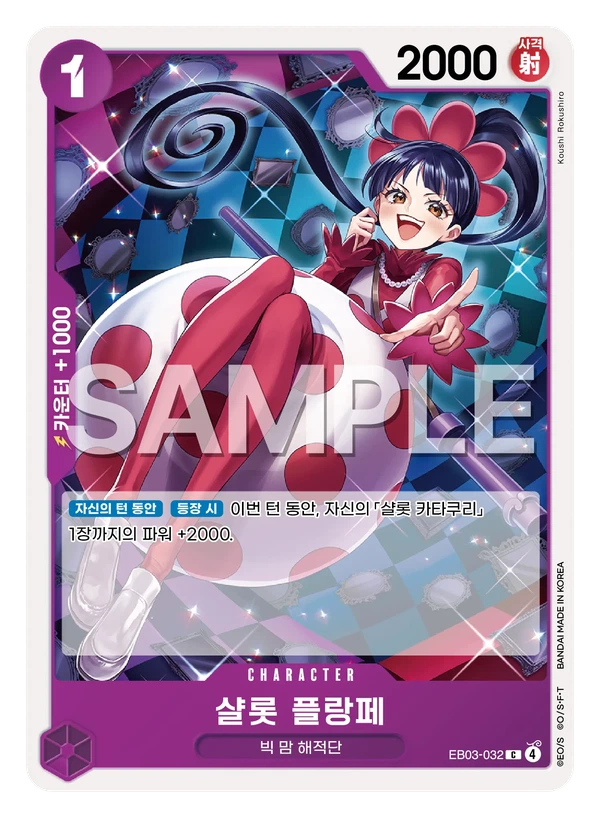 1
2000
사격
射
Koushi Rokushiro
카운터 +1000
SAMPLE
자신의 턴 동안 등장 시 이번 턴 동안, 자신의 「샬롯 카타쿠리」
1장까지의 파워 +2000.
CHARACTER
샬롯 플랑페
빅 맘 해적단
EB03-032 C 4
©EIO/S ©O/S·F·T BANDAI MADE IN KOREA